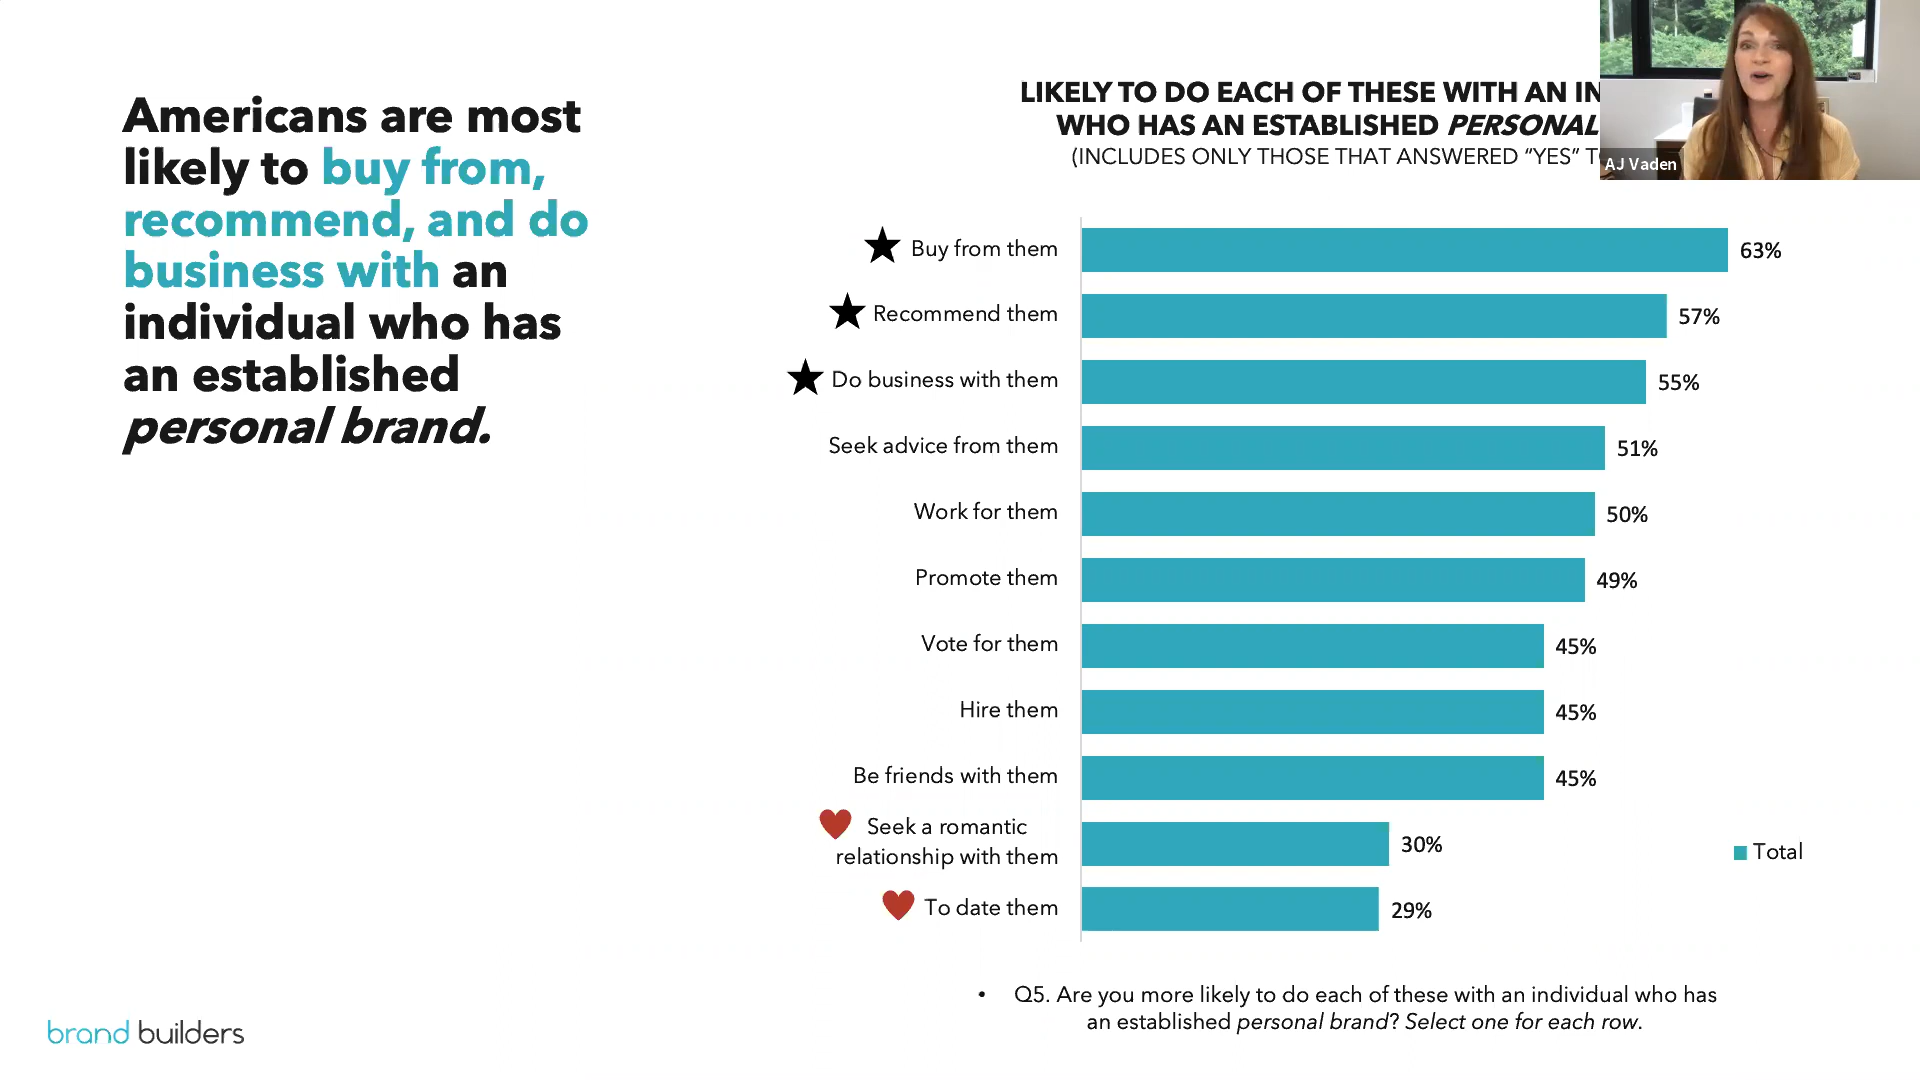 Americans are most
likely to buy from,
recommend, and do
business with an
individual who has
an established
personal brand.
LIKELY TO DO EACH OF THESE WITH AN
WHO HAS AN ESTABLISHED PERSONAL
(INCLUDES ONLY THOSE THAT ANSWERED “YES”
AJ Vaden
Buy from them 63%
Recommend them 57%
Do business with them 55%
Seek advice from them 51%
Work for them 50%
Promote them 49%
Vote for them 45%
Hire them 45%
Be friends with them 45%
Seek a romantic
relationship with them 30%
To date them 29%
Total
• Q5. Are you more likely to do each of these with an individual who has
an established personal brand? Select one for each row.
brand builders